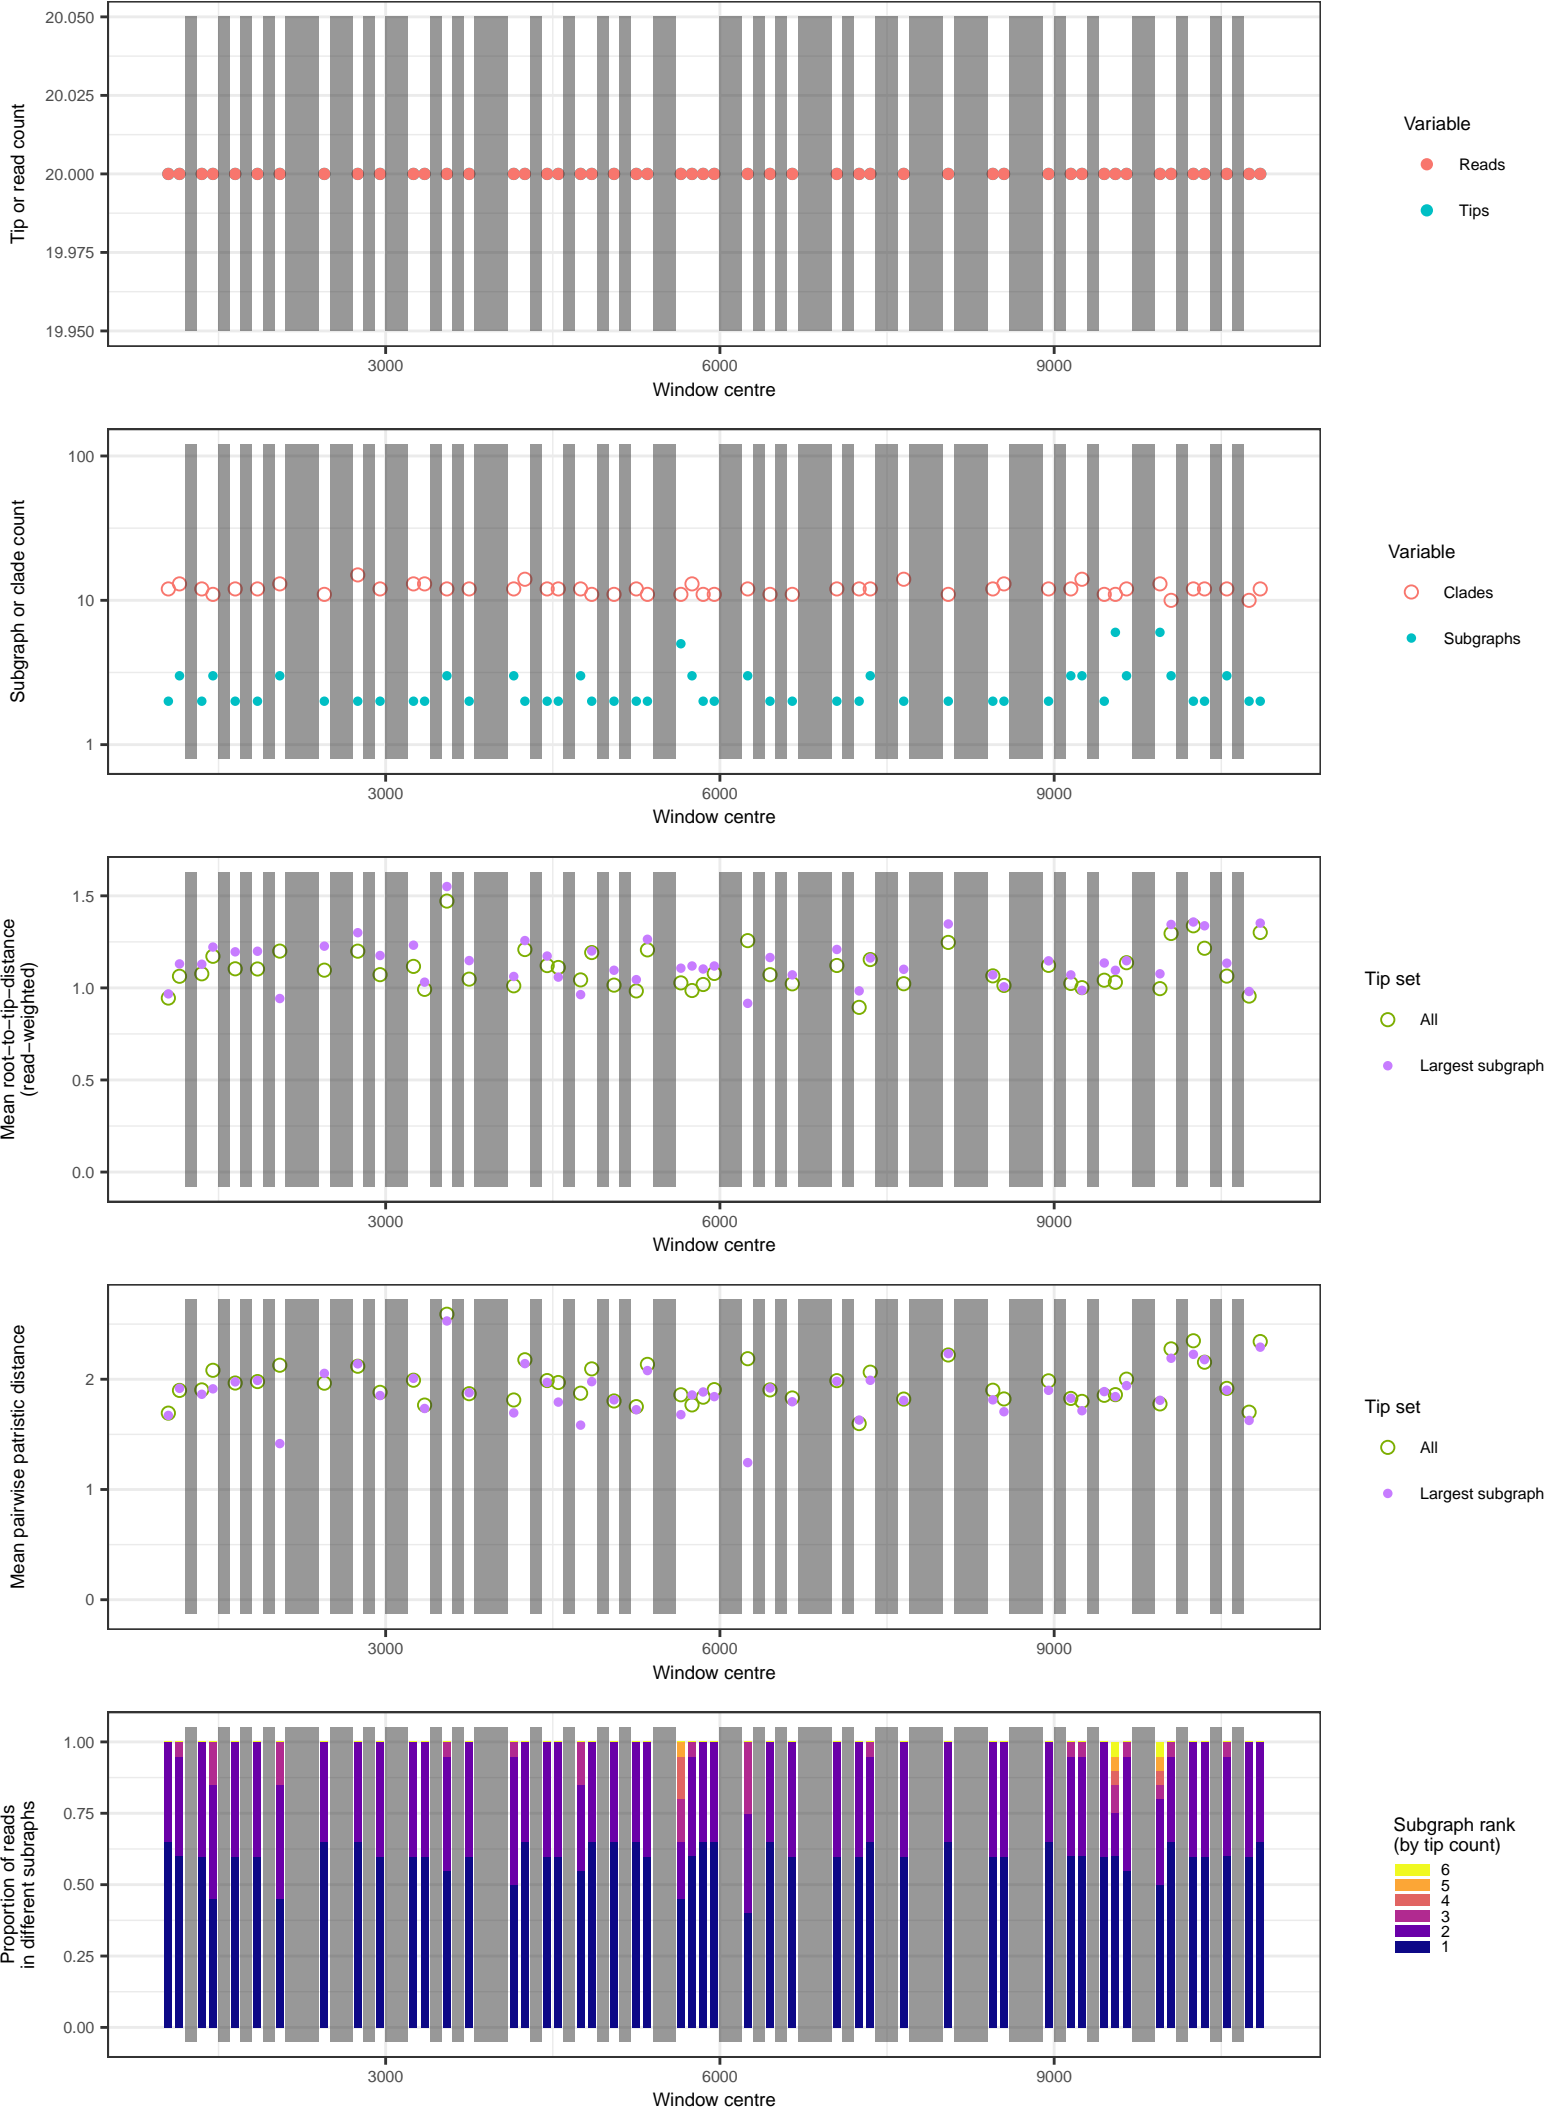 20.050
20.025
20.000
19.975
19.950
Tip or read count
3000
6000
9000
Window centre
Variable
Reads
Tips
100
10
1
Subgraph or clade count
3000
6000
9000
Window centre
Variable
Clades
Subgraphs
1.5
1.0
0.5
0.0
Mean root−to−tip−distance
(read−weighted)
3000
6000
9000
Window centre
Tip set
All
Largest subgraph
2
1
0
Mean pairwise patristic distance
3000
6000
9000
Window centre
Tip set
All
Largest subgraph
1.00
0.75
0.50
0.25
0.00
Proportion of reads
in different subraphs
3000
6000
9000
Window centre
Subgraph rank
(by tip count)
6
5
4
3
2
1